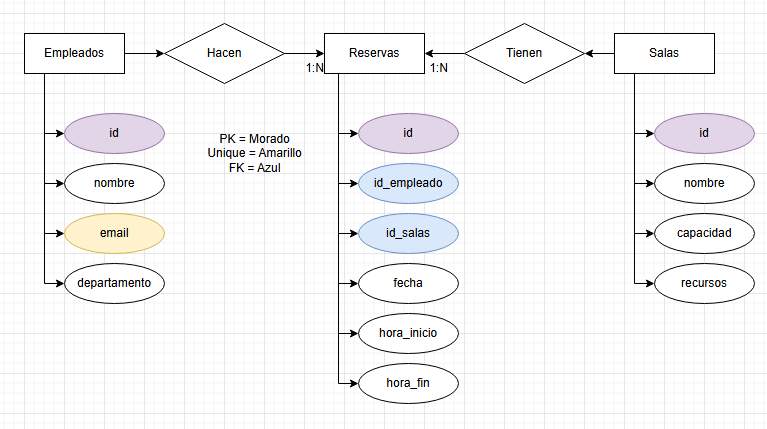 Empleados
Hacen
Reservas
Tienen
Salas
1:N
1:N
id
nombre
email
departamento
PK = Morado
Unique = Amarillo
FK = Azul
id
id_empleado
id_salas
fecha
hora_inicio
hora_fin
id
nombre
capacidad
recursos